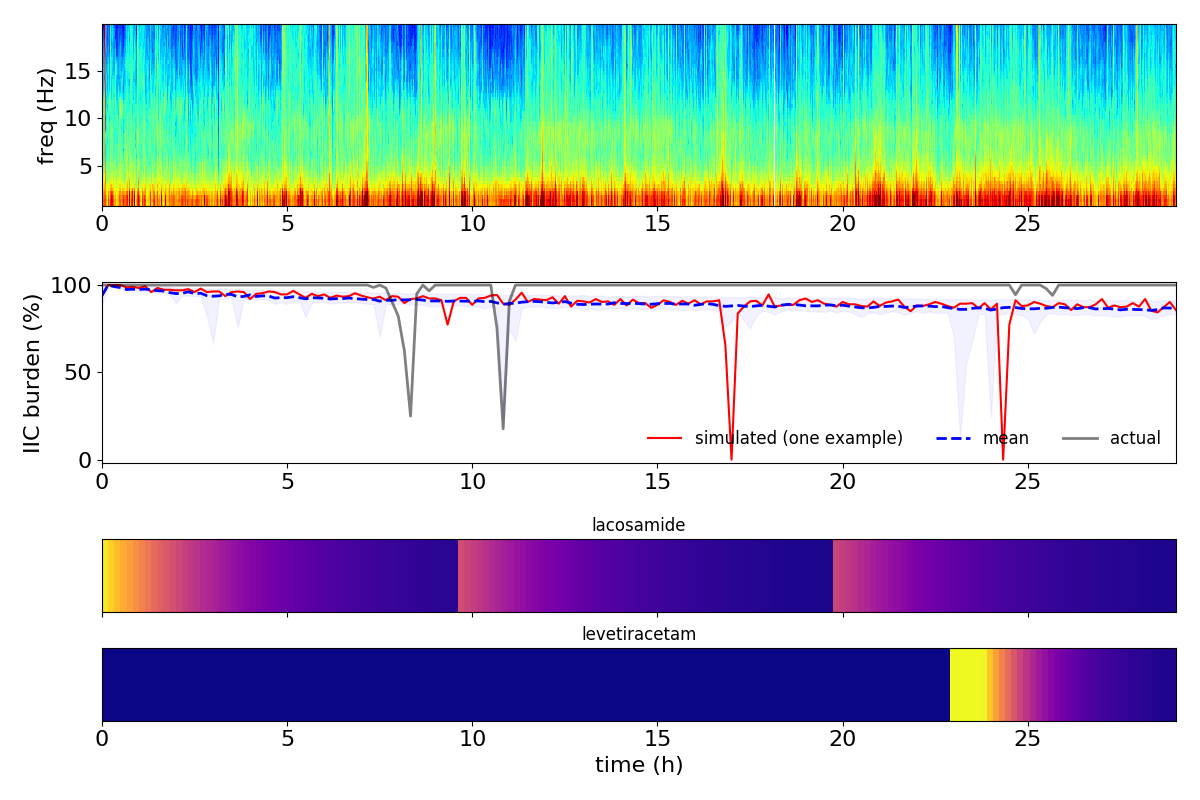 freq (Hz)
15
10
5
0 5 10 15 20 25
IIC burden (%)
100
50
0
simulated (one example) mean actual
0 5 10 15 20 25
lacosamide
levetiracetam
0 5 10 15 20 25
time (h)